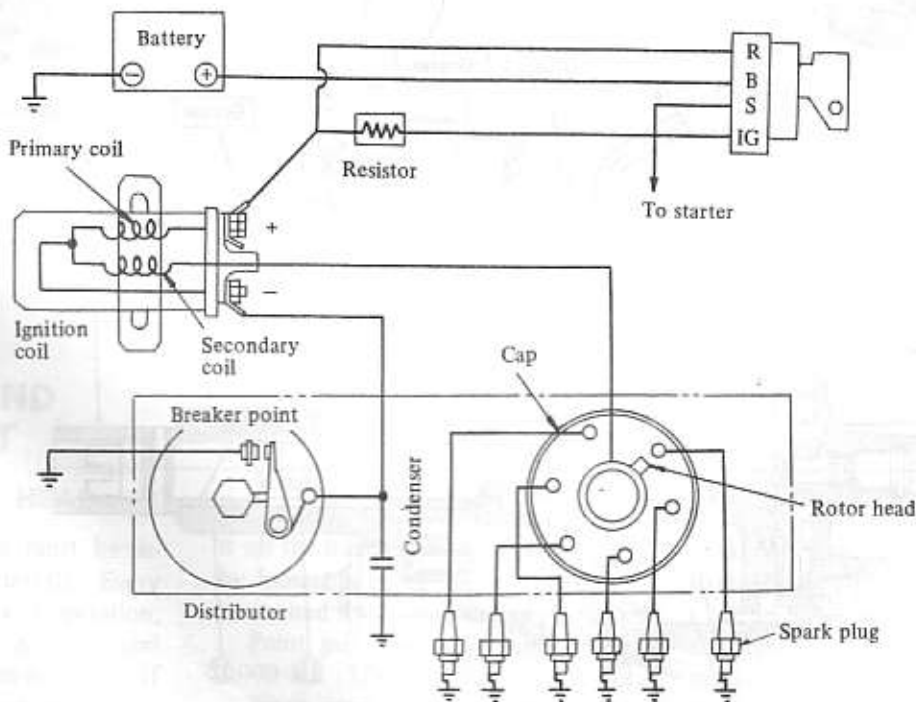 Battery
−
+
R
B
S
IG
Resistor
To starter
Primary coil
+
−
Ignition
coil
Secondary
coil
Cap
Breaker point
Condenser
Rotor head
Distributor
Spark plug